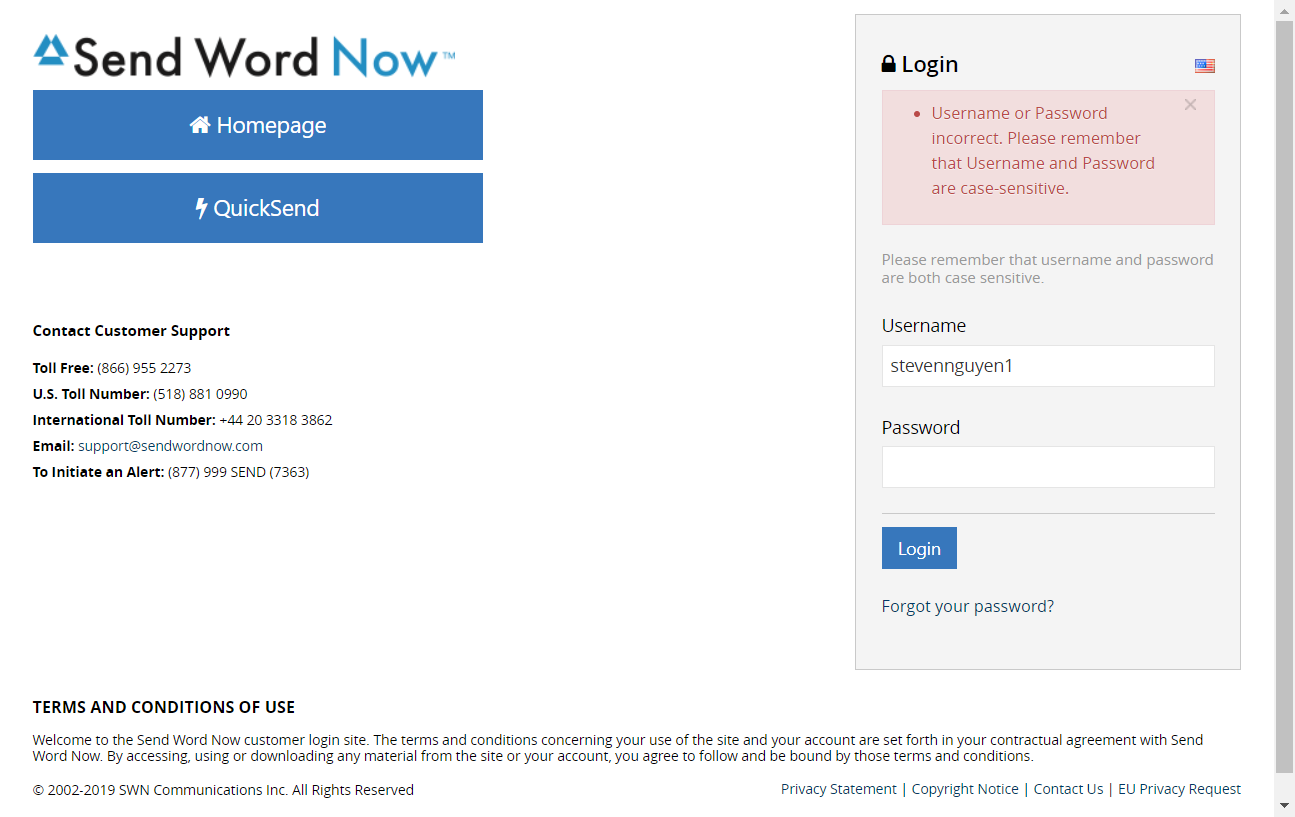 Send Word Now™
Homepage
QuickSend
Contact Customer Support
Toll Free: (866) 955 2273
U.S. Toll Number: (518) 881 0990
International Toll Number: +44 20 3318 3862
Email: support@sendwordnow.com
To Initiate an Alert: (877) 999 SEND (7363)
Login
×
• Username or Password
incorrect. Please remember
that Username and Password
are case-sensitive.
Please remember that username and password
are both case sensitive.
Username
stevennguyen1
Password
Login
Forgot your password?
TERMS AND CONDITIONS OF USE
Welcome to the Send Word Now customer login site. The terms and conditions concerning your use of the site and your account are set forth in your contractual agreement with Send
Word Now. By accessing, using or downloading any material from the site or your account, you agree to follow and be bound by those terms and conditions.
© 2002-2019 SWN Communications Inc. All Rights Reserved
Privacy Statement | Copyright Notice | Contact Us | EU Privacy Request